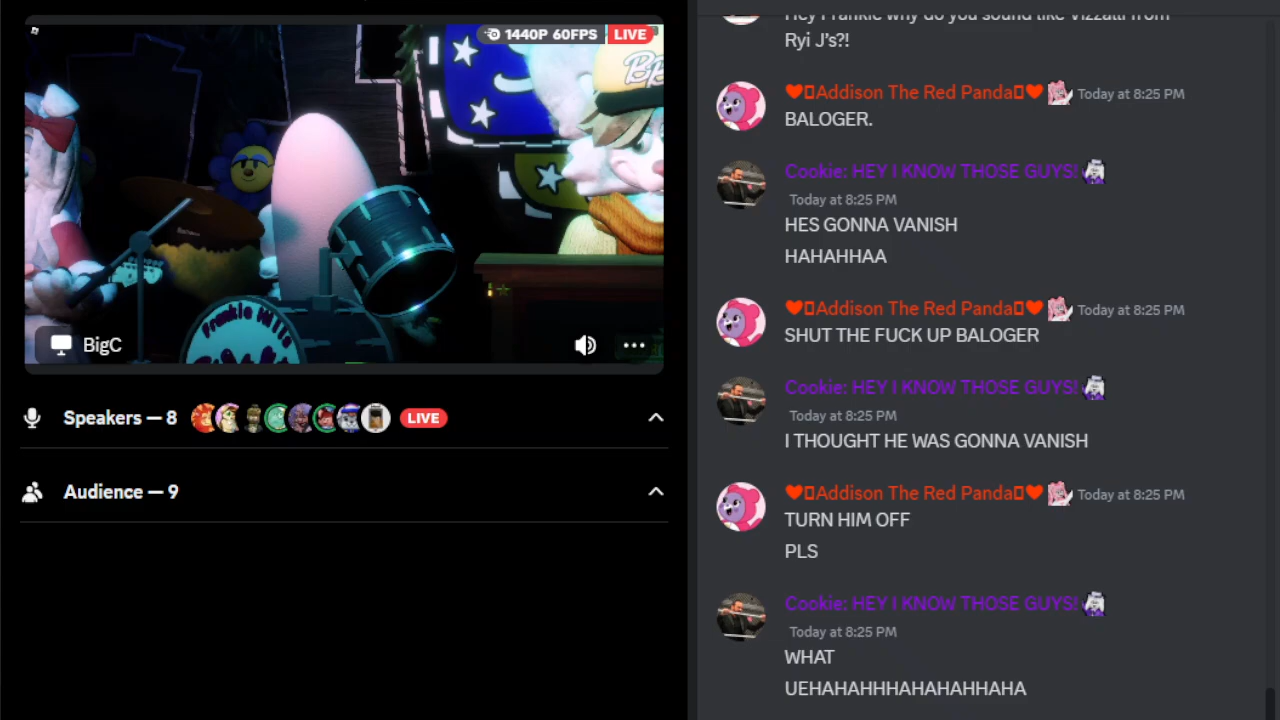 1440P 60FPS LIVE
BigC
Speakers — 8 LIVE
Audience — 9
Hey Frankie why do you sound like Vizzatti from
Ryi J's?!
Addison The Red Panda Today at 8:25 PM
BALOGER.
Cookie: HEY I KNOW THOSE GUYS!
Today at 8:25 PM
HES GONNA VANISH
HAHAHHAA
Addison The Red Panda Today at 8:25 PM
SHUT THE FUCK UP BALOGER
Cookie: HEY I KNOW THOSE GUYS!
Today at 8:25 PM
I THOUGHT HE WAS GONNA VANISH
Addison The Red Panda Today at 8:25 PM
TURN HIM OFF
PLS
Cookie: HEY I KNOW THOSE GUYS!
Today at 8:25 PM
WHAT
UEHAHAHHHAHAHAHHAHA